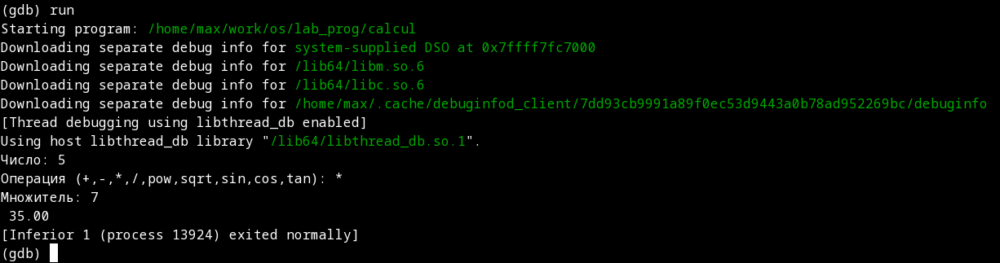 (gdb) run
Starting program: /home/max/work/os/lab_prog/calcul
Downloading separate debug info for system-supplied DSO at 0x7ffff7fc7000
Downloading separate debug info for /lib64/libm.so.6
Downloading separate debug info for /lib64/libc.so.6
Downloading separate debug info for /home/max/.cache/debuginfod_client/7dd93cb9991a89f0ec53d9443a0b78ad952269bc/debuginfo
[Thread debugging using libthread_db enabled]
Using host libthread_db library "/lib64/libthread_db.so.1".
Число: 5
Операция (+,-,*,/,pow,sqrt,sin,cos,tan): *
Множитель: 7
 35.00
[Inferior 1 (process 13924) exited normally]
(gdb)